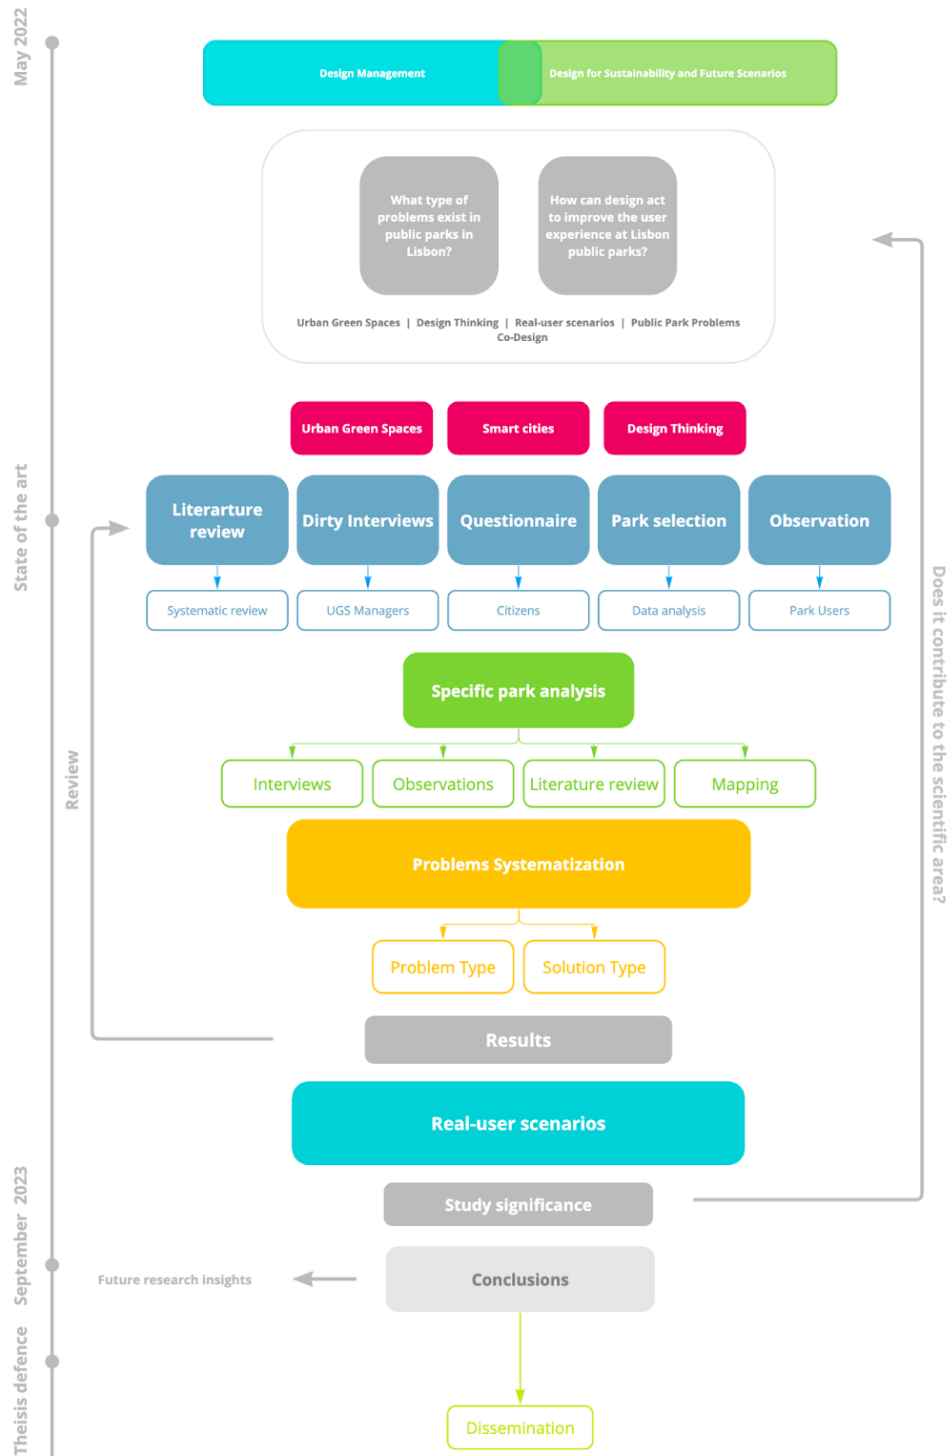 May 2022
Design Management
Design for Sustainability and Future Scenarios
What type of
problems exist in
public parks in
Lisbon?
How can design act
to improve the user
experience at Lisbon
public parks?
Urban Green Spaces | Design Thinking | Real-user scenarios | Public Park Problems
Co-Design
Urban Green Spaces
Smart cities
Design Thinking
State of the art
Literarture
review
Dirty Interviews
Questionnaire
Park selection
Observation
Systematic review
UGS Managers
Citizens
Data analysis
Park Users
Does it contribute to the scientific area?
Specific park analysis
Review
Interviews
Observations
Literature review
Mapping
Problems Systematization
Problem Type
Solution Type
Results
Real-user scenarios
September 2023
Study significance
Future research insights
Conclusions
Theisis defence
Dissemination